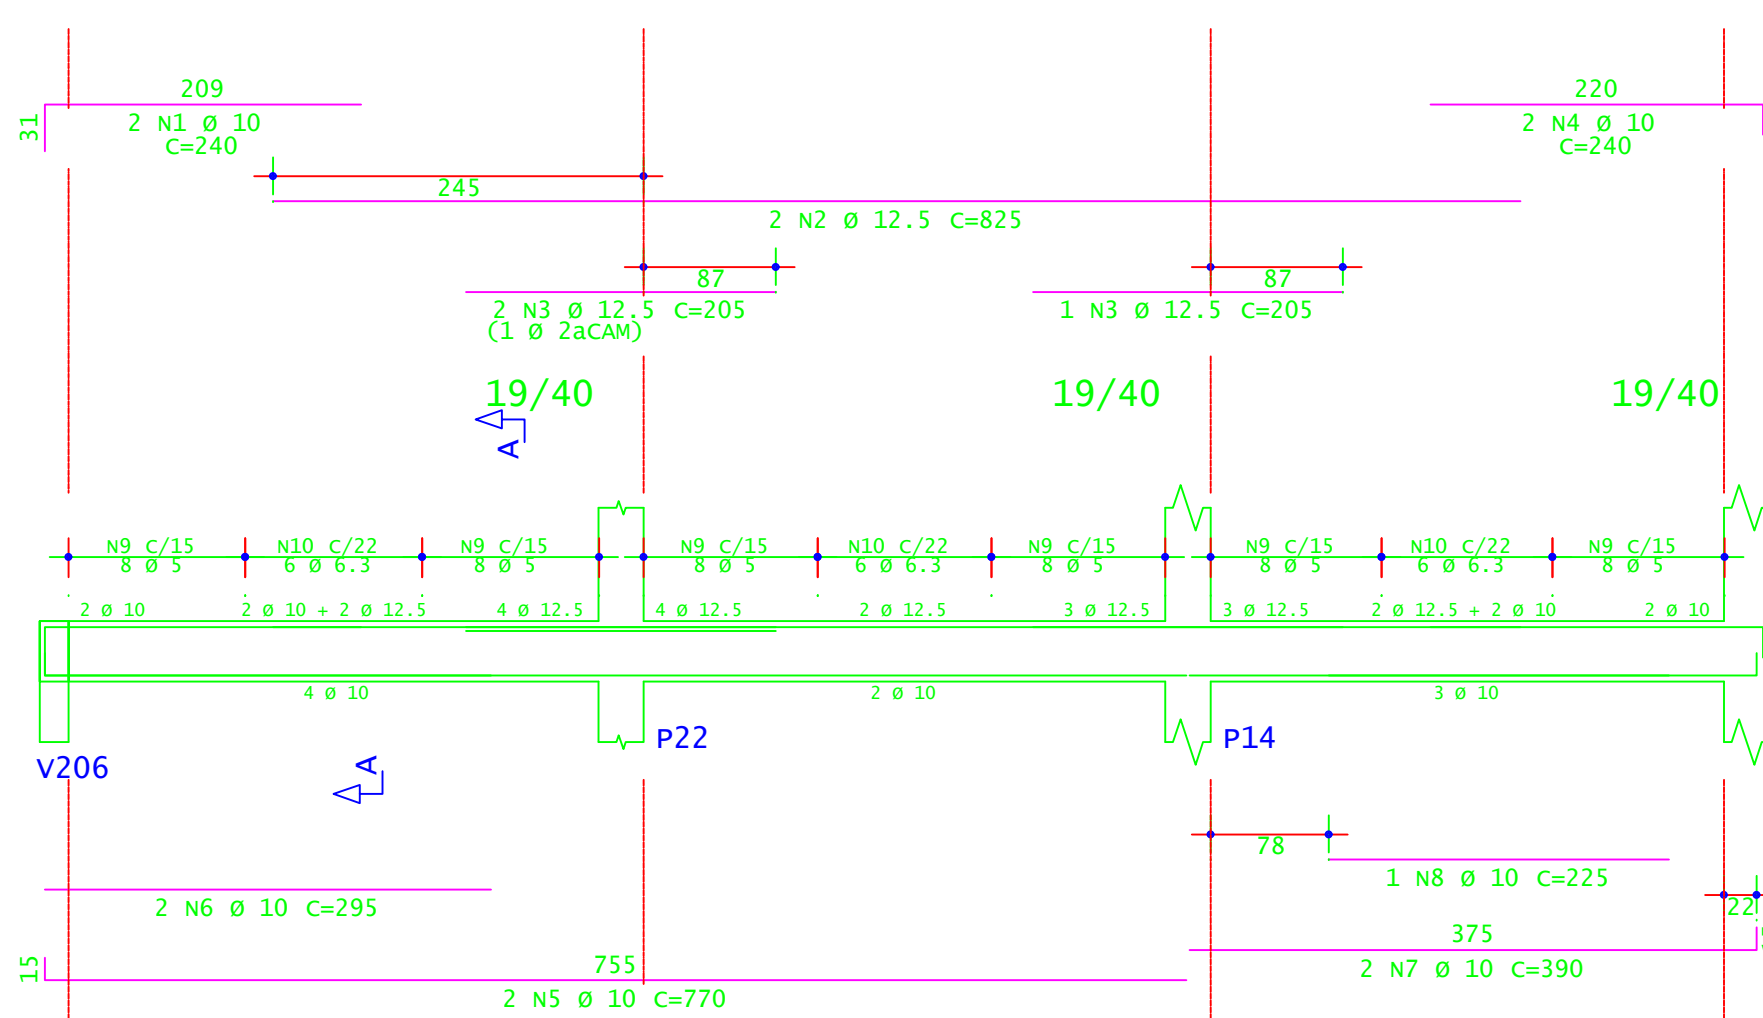 209
220
31
2 N1 Ø 10
C=240
2 N4 Ø 10
C=240
245
2 N2 Ø 12.5 C=825
87
87
2 N3 Ø 12.5 C=205
(1 Ø 2aCAM)
1 N3 Ø 12.5 C=205
19/40
19/40
19/40
A
N9 C/15
8 Ø 5
N10 C/22
6 Ø 6.3
N9 C/15
8 Ø 5
N9 C/15
8 Ø 5
N10 C/22
6 Ø 6.3
N9 C/15
8 Ø 5
N9 C/15
8 Ø 5
N10 C/22
6 Ø 6.3
N9 C/15
8 Ø 5
2 Ø 10
2 Ø 10 + 2 Ø 12.5
4 Ø 12.5
4 Ø 12.5
2 Ø 12.5
3 Ø 12.5
3 Ø 12.5
2 Ø 12.5 + 2 Ø 10
2 Ø 10
4 Ø 10
2 Ø 10
3 Ø 10
P22
P14
V206
A
78
1 N8 Ø 10 C=225
2 N6 Ø 10 C=295
22
375
2 N7 Ø 10 C=390
15
755
2 N5 Ø 10 C=770